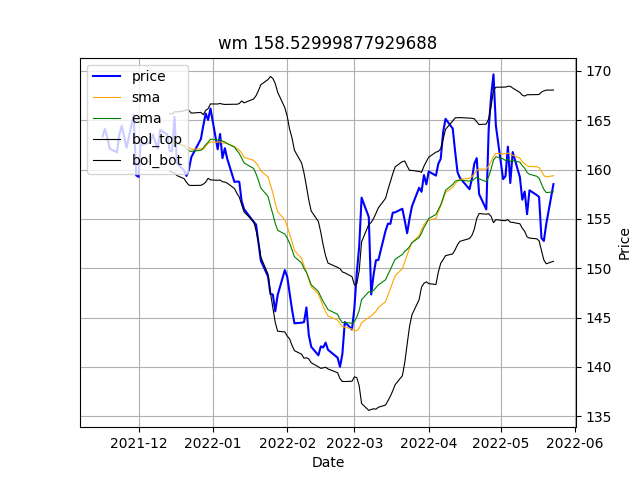 wm 158.52999877929688
price
sma
ema
bol_top
bol_bot
170
165
160
155
150
145
140
135
Price
2021-12 2022-01 2022-02 2022-03 2022-04 2022-05 2022-06
Date